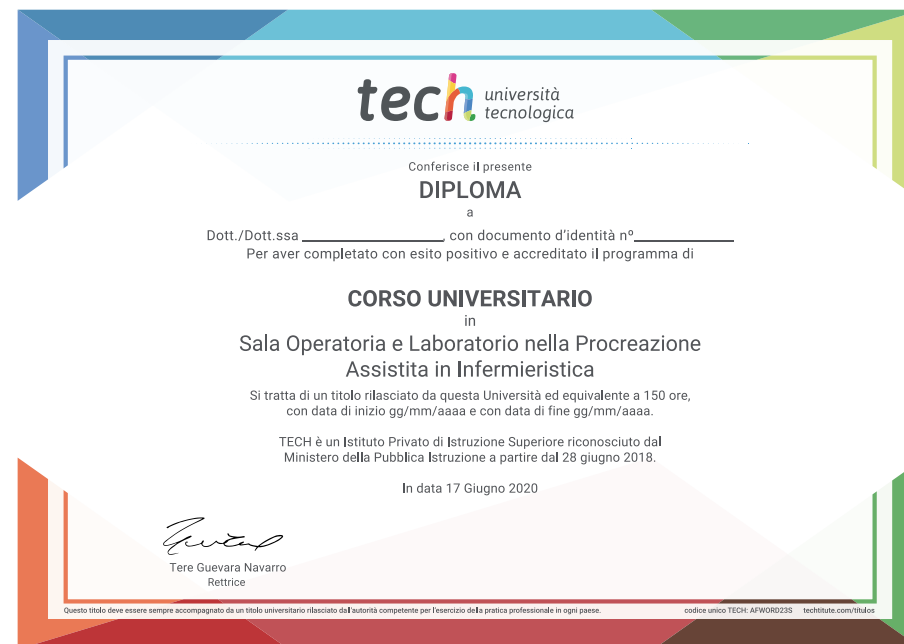 tech università
tecnologica
Conferisce il presente
DIPLOMA
a
Dott./Dott.ssa ____________________, con documento d'identità nº______________
Per aver completato con esito positivo e accreditato il programma di
CORSO UNIVERSITARIO
in
Sala Operatoria e Laboratorio nella Procreazione
Assistita in Infermieristica
Si tratta di un titolo rilasciato da questa Università ed equivalente a 150 ore,
con data di inizio gg/mm/aaaa e con data di fine gg/mm/aaaa.
TECH è un Istituto Privato di Istruzione Superiore riconosciuto dal
Ministero della Pubblica Istruzione a partire dal 28 giugno 2018.
In data 17 Giugno 2020
Tere Guevara Navarro
Rettrice
Questo titolo deve essere sempre accompagnato da un titolo universitario rilasciato dall'autorità competente per l'esercizio della pratica professionale in ogni paese. codice unico TECH: AFWORD23S techtitute.com/titulos